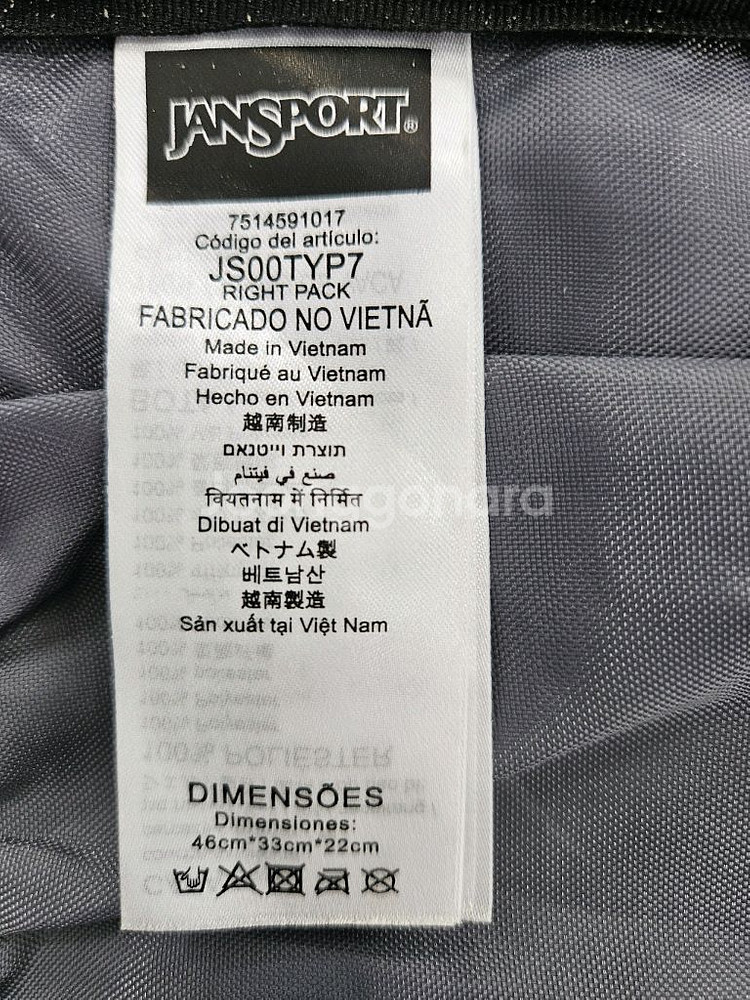 JANSPORT®
7514591017
Código del artículo:
JS00TYP7
RIGHT PACK
FABRICADO NO VIETNÃ
Made in Vietnam
Fabriqué au Vietnam
Hecho en Vietnam
越南制造
תוצרת וייטנאם
صنع في فيتنام
वियतनाम में निर्मित
Dibuat di Vietnam
ベトナム製
베트남산
越南製造
Sản xuất tại Việt Nam
100% POLIÉSTER
DIMENSÕES
Dimensiones:
46cm*33cm*22cm